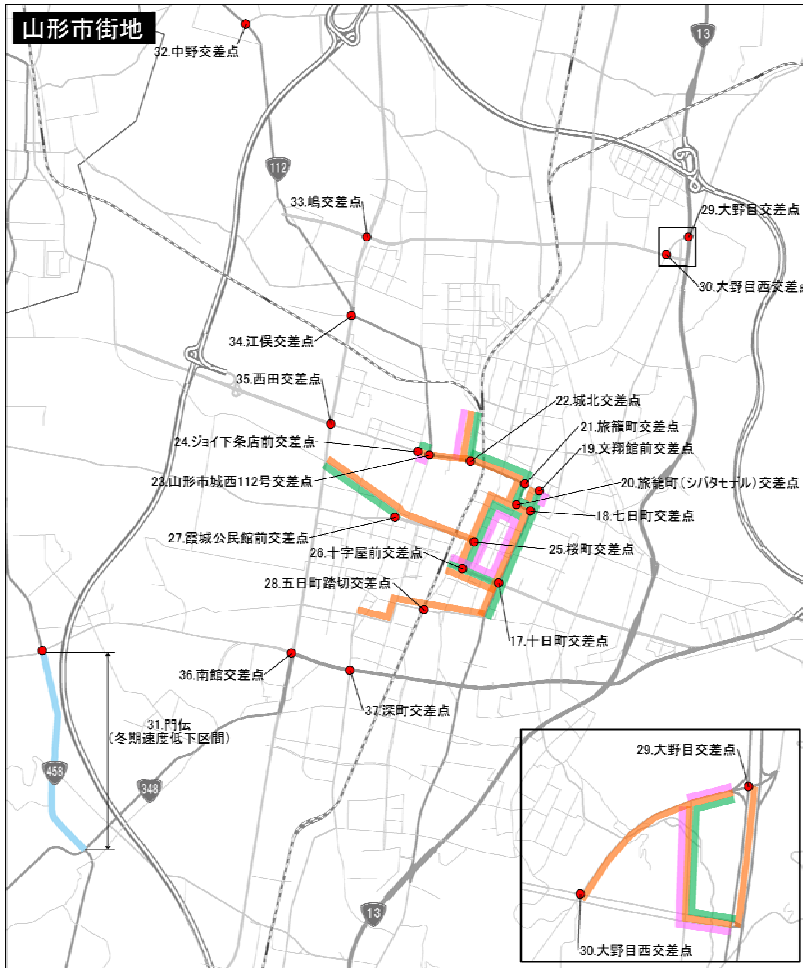 山形市街地
13
32.中野交差点
112
33.嶋交差点
29.大野目交差点
30.大野目西交差点
34.江俣交差点
35.西田交差点
22.城北交差点
21.旅籠町交差点
24.ジョイ下条店前交差点
19.文翔館前交差点
23.山形市城西112号交差点
20.旅籠町(シバタモデル)交差点
18.七日町交差点
27.霞城公民館前交差点
25.桜町交差点
26.十字屋前交差点
28.五日町踏切交差点
17.十日町交差点
36.南館交差点
37.深町交差点
31.門伝
(冬期速度低下区間)
458
348
13
29.大野目交差点
30.大野目西交差点